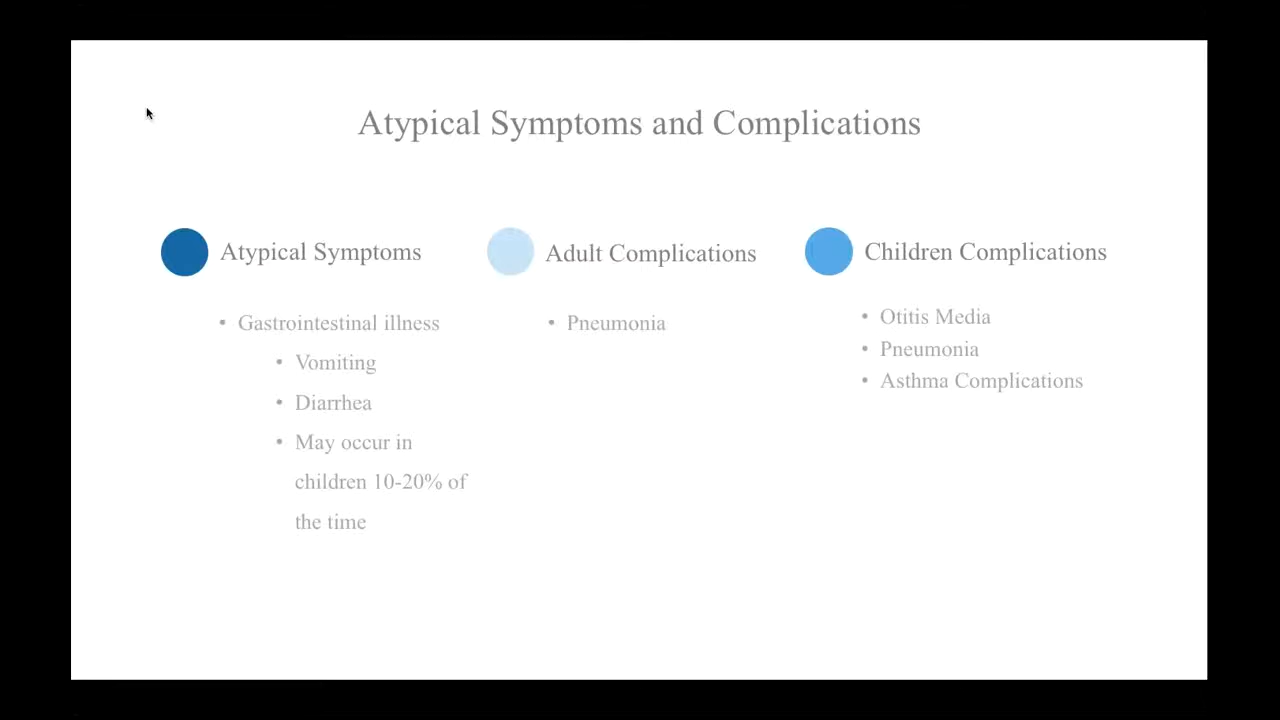 Atypical Symptoms and Complications
Atypical Symptoms
• Gastrointestinal illness
• Vomiting
• Diarrhea
• May occur in
children 10-20% of
the time
Adult Complications
• Pneumonia
Children Complications
• Otitis Media
• Pneumonia
• Asthma Complications